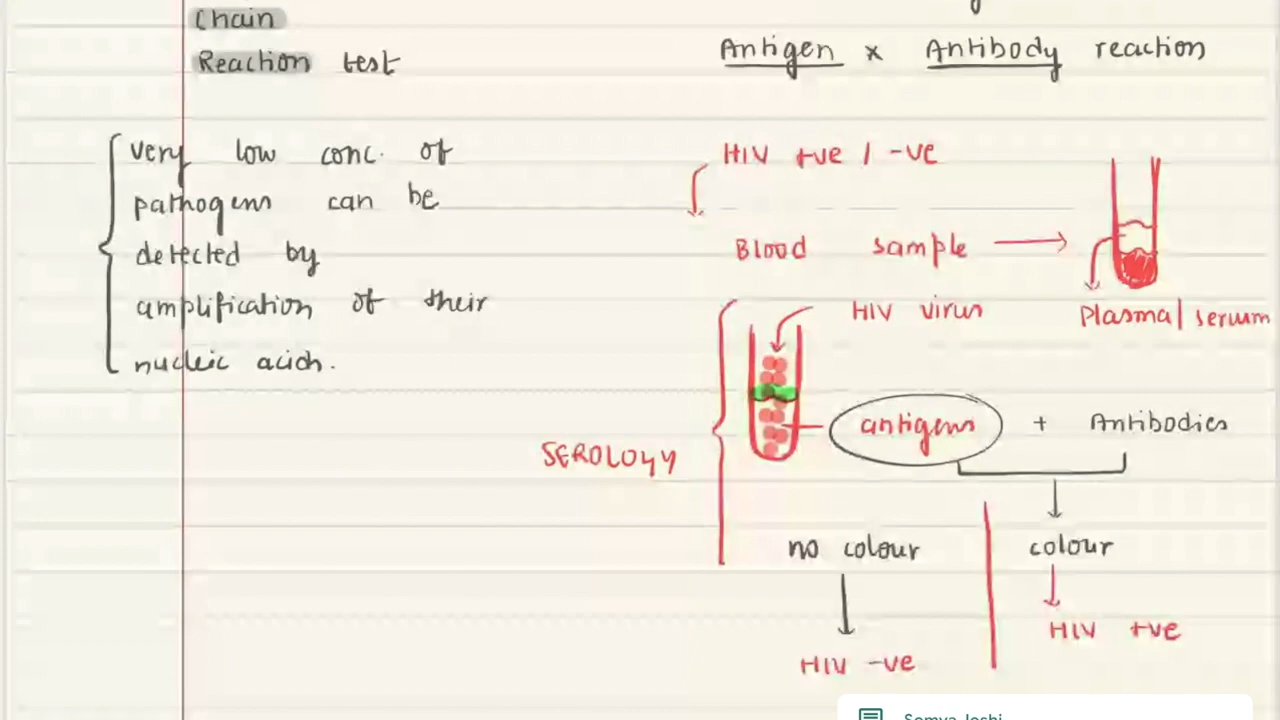 Chain
Reaction test
very low conc. of
pathogens can be
detected by
amplification of their
nucleic acids.
Antigen x Antibody reaction
HIV +ve / -ve
Blood sample
Plasma/serum
HIV virus
antigens + Antibodies
SEROLOGY
no colour
colour
HIV -ve
HIV +ve